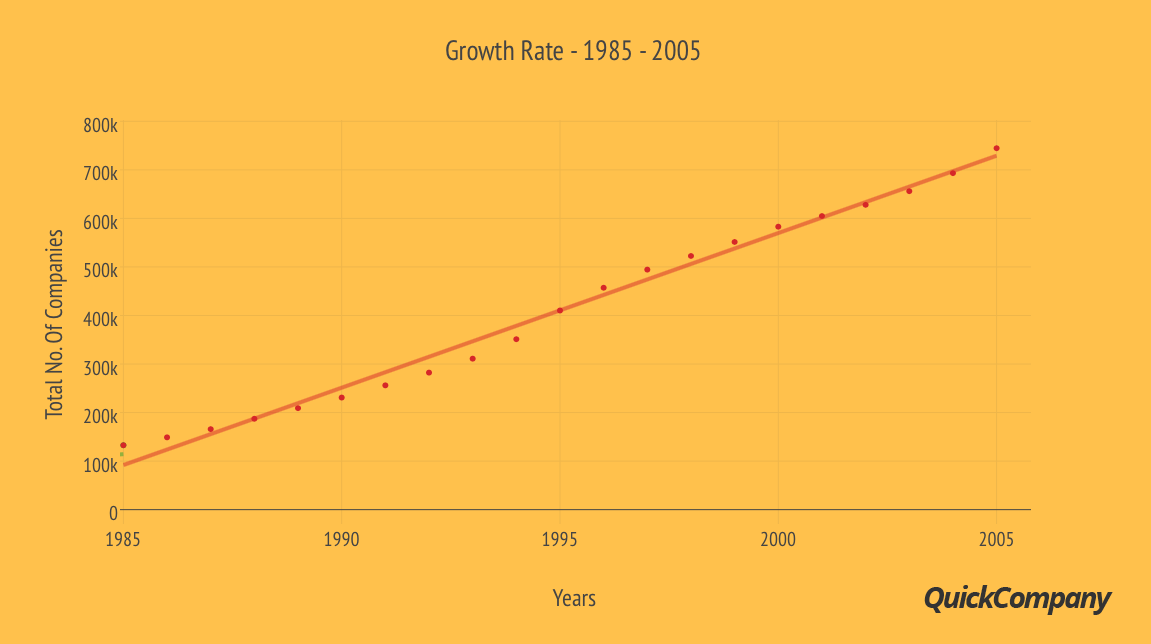 Growth Rate - 1985 - 2005
800k
700k
600k
500k
400k
300k
200k
100k
0
Total No. Of Companies
1985 1990 1995 2000 2005
Years
QuickCompany